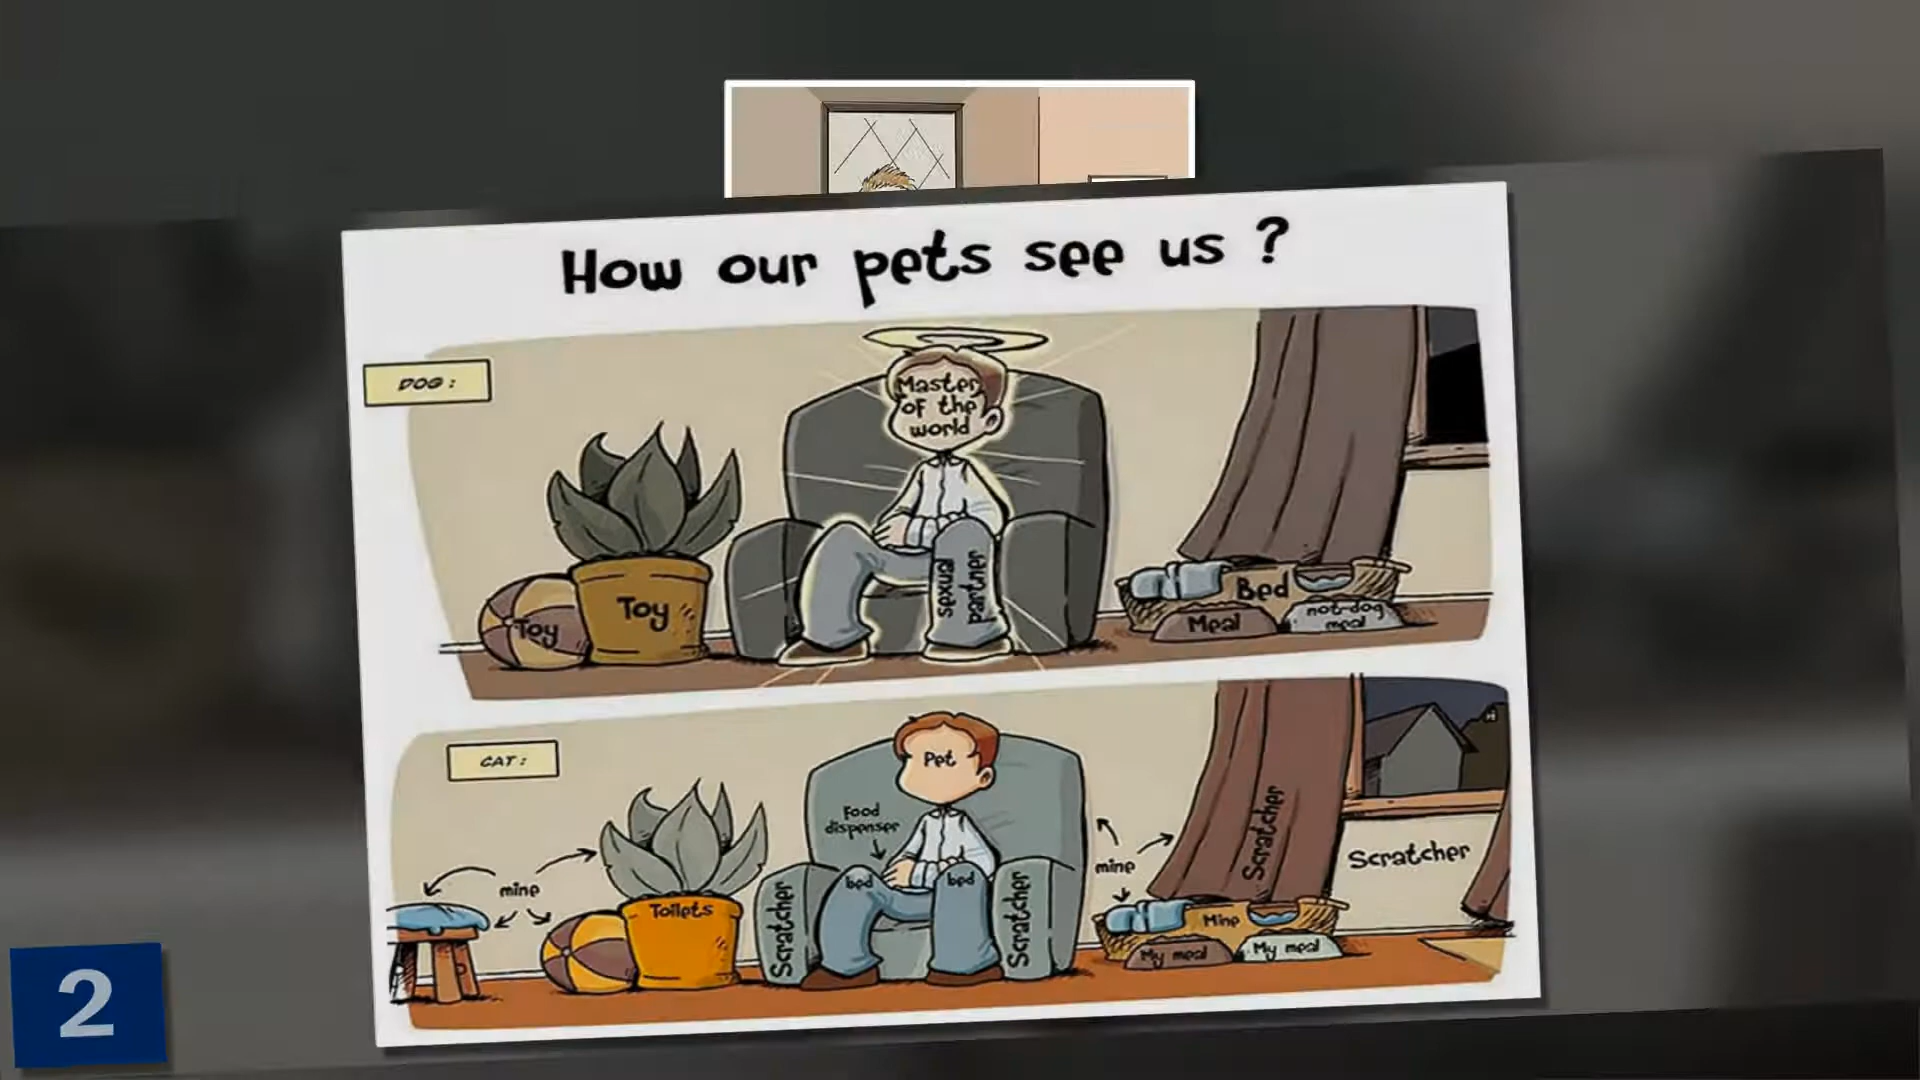 How our pets see us ?
DOG :
Master
of the
world
sexual
partner
Toy
Toy
Bed
Meal
not-dog
meal
CAT :
Pet
Food
dispenser
mine
bed
bed
mine
Scratcher
Scratcher
Toilets
Scratcher
Scratcher
Mine
My meal
My meal
2